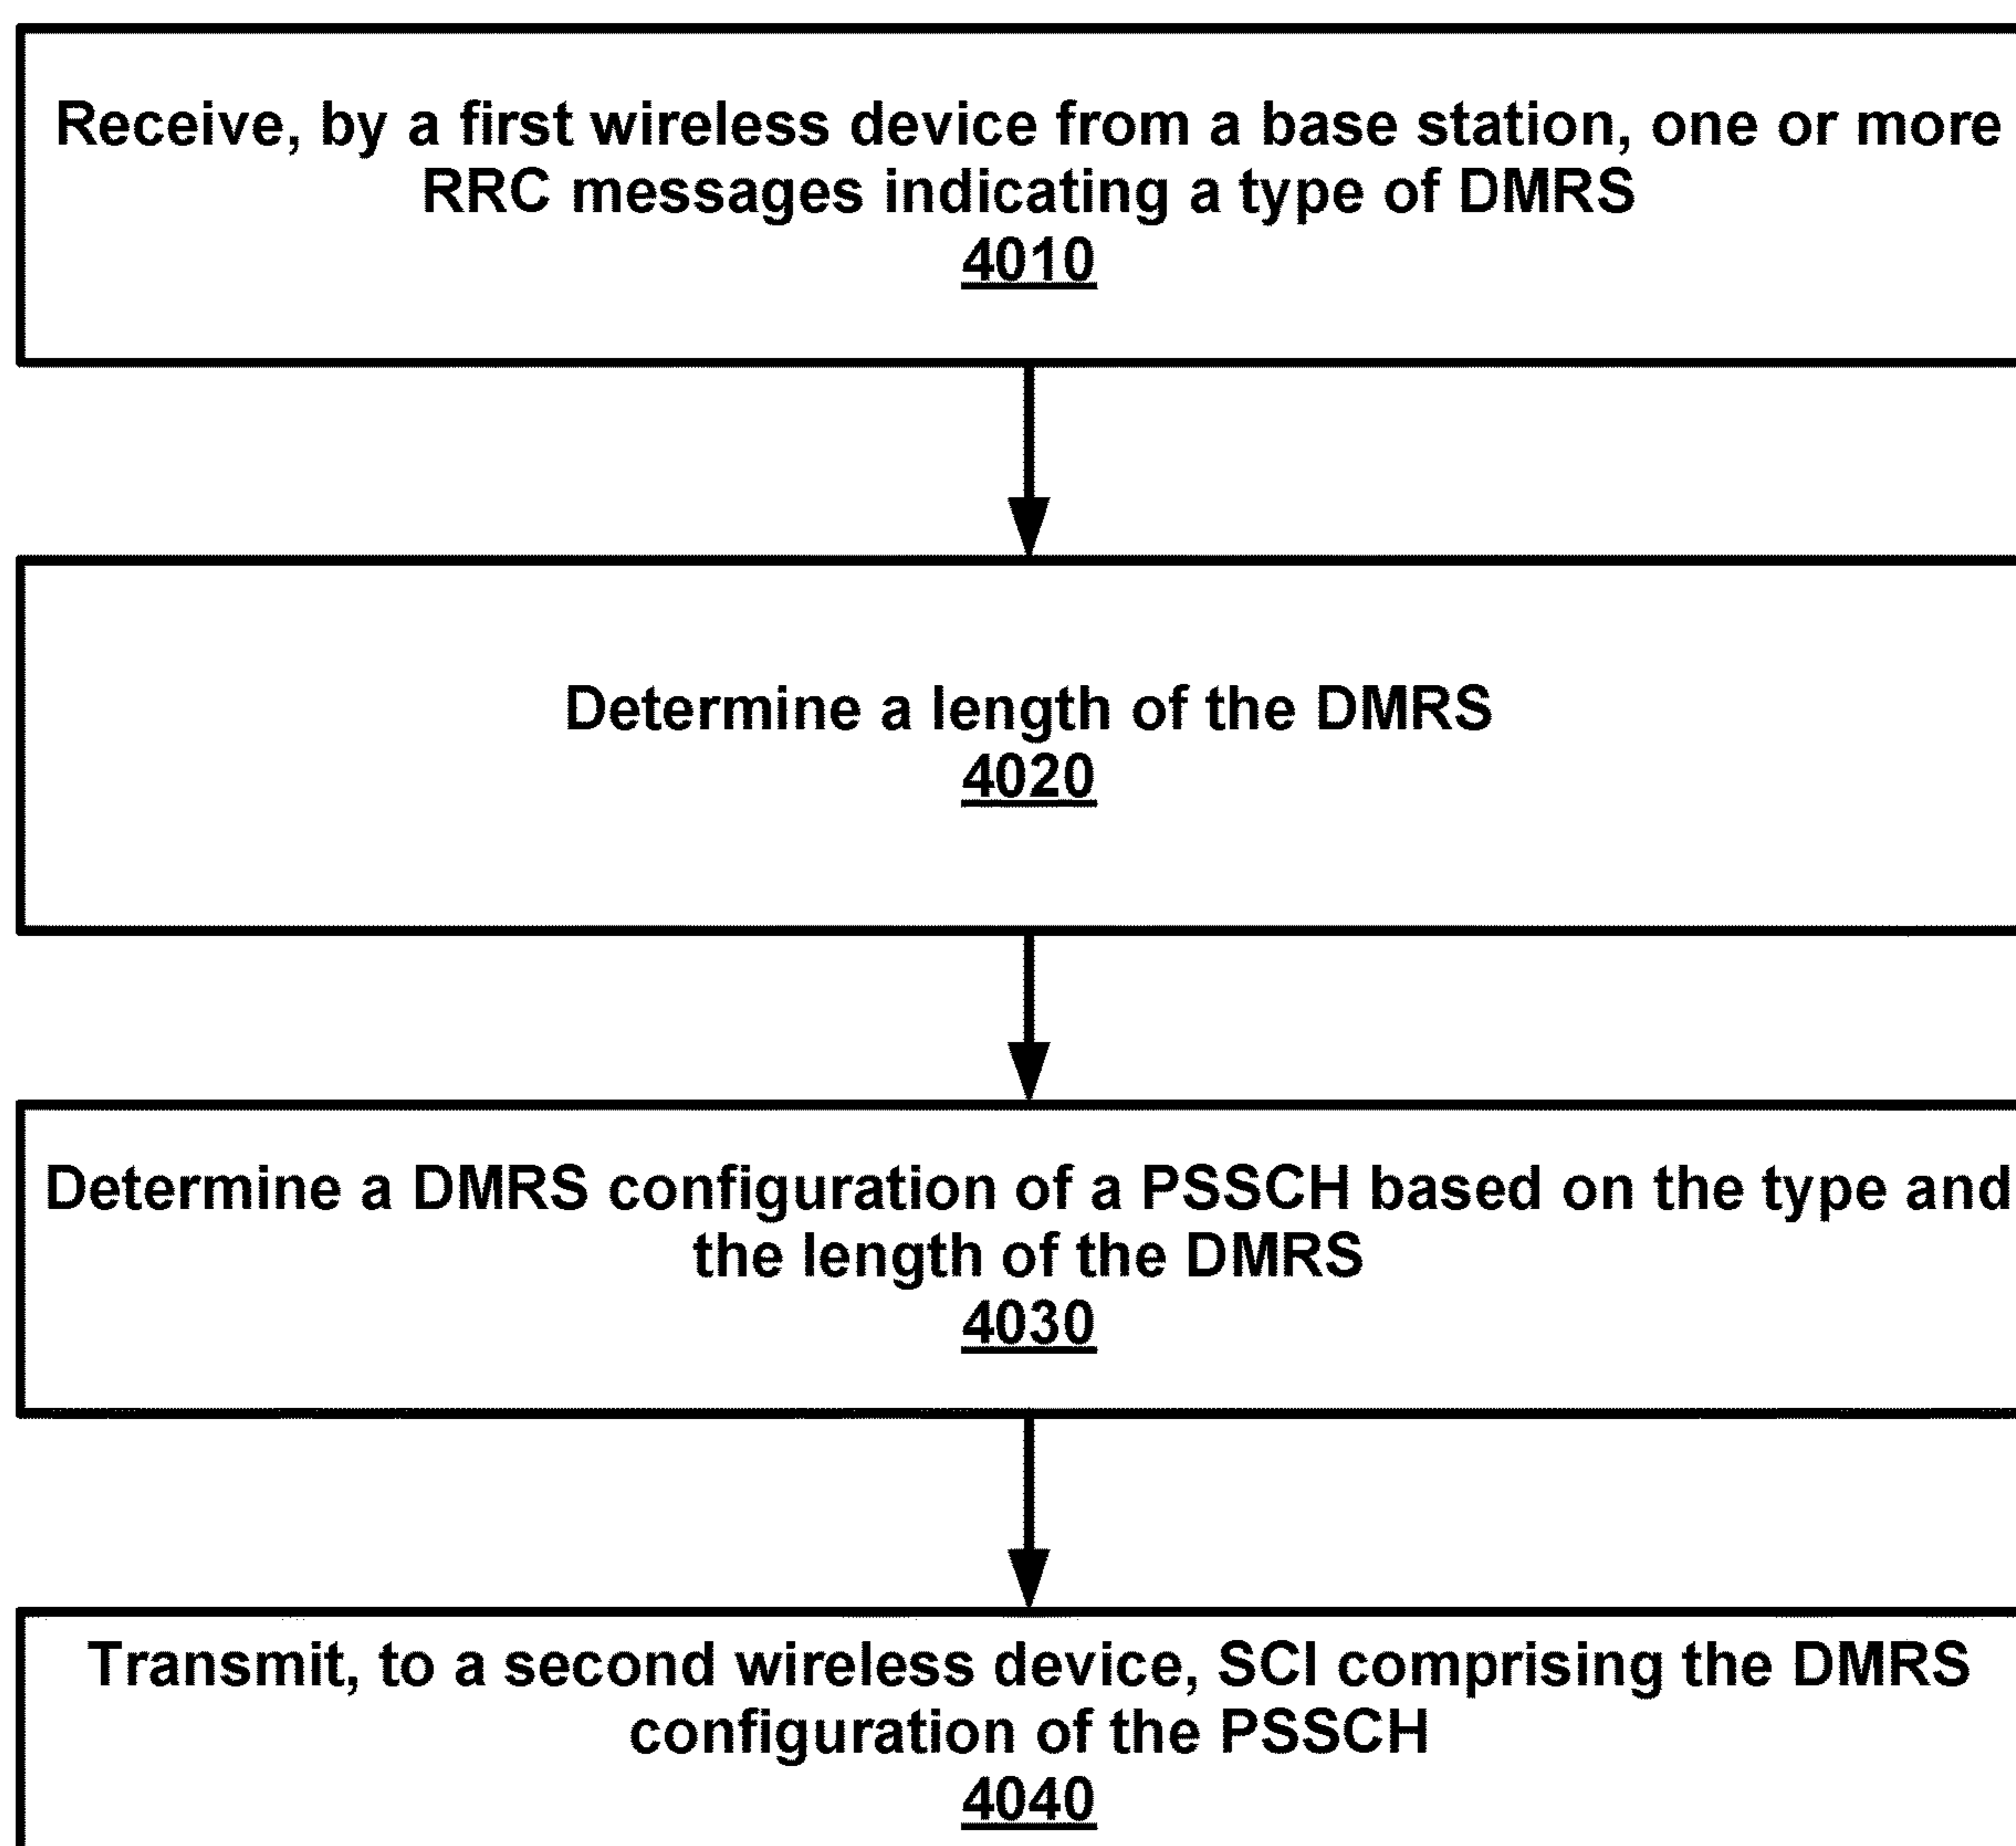 Receive, by a first wireless device from a base station, one or more
RRC messages indicating a type of DMRS
4010
Determine a length of the DMRS
4020
Determine a DMRS configuration of a PSSCH based on the type and
the length of the DMRS
4030
Transmit, to a second wireless device, SCI comprising the DMRS
configuration of the PSSCH
4040